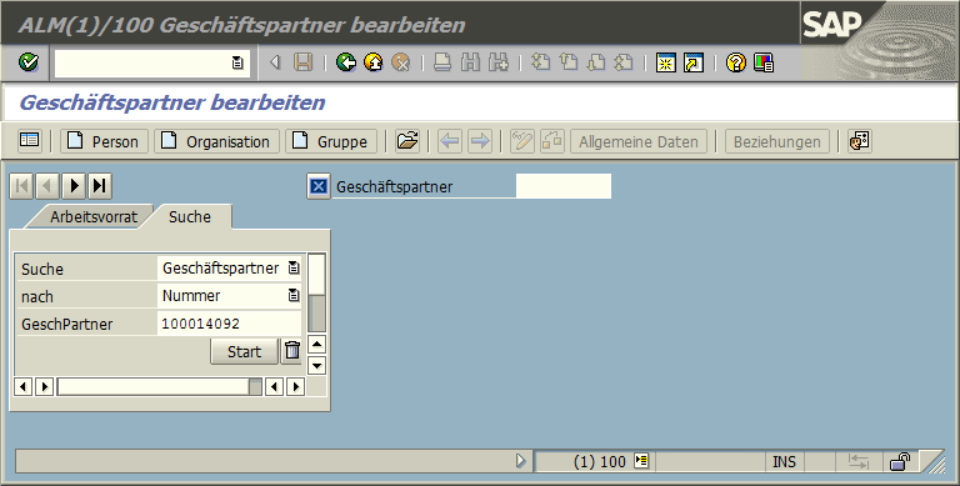 ALM(1)/100 Geschäftspartner bearbeiten
SAP
Geschäftspartner bearbeiten
Person Organisation Gruppe Allgemeine Daten Beziehungen
Geschäftspartner
Arbeitsvorrat Suche
Suche Geschäftspartner
nach Nummer
GeschPartner 100014092
Start
(1) 100 INS